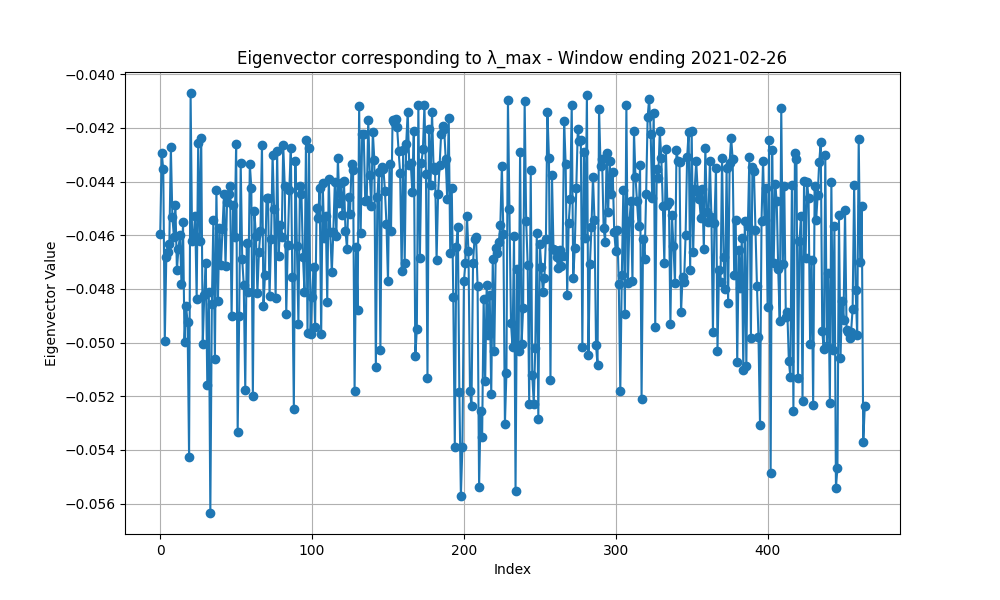 Eigenvector corresponding to λ_max - Window ending 2021-02-26
−0.040
−0.042
−0.044
−0.046
−0.048
−0.050
−0.052
−0.054
−0.056
Eigenvector Value
0 100 200 300 400
Index